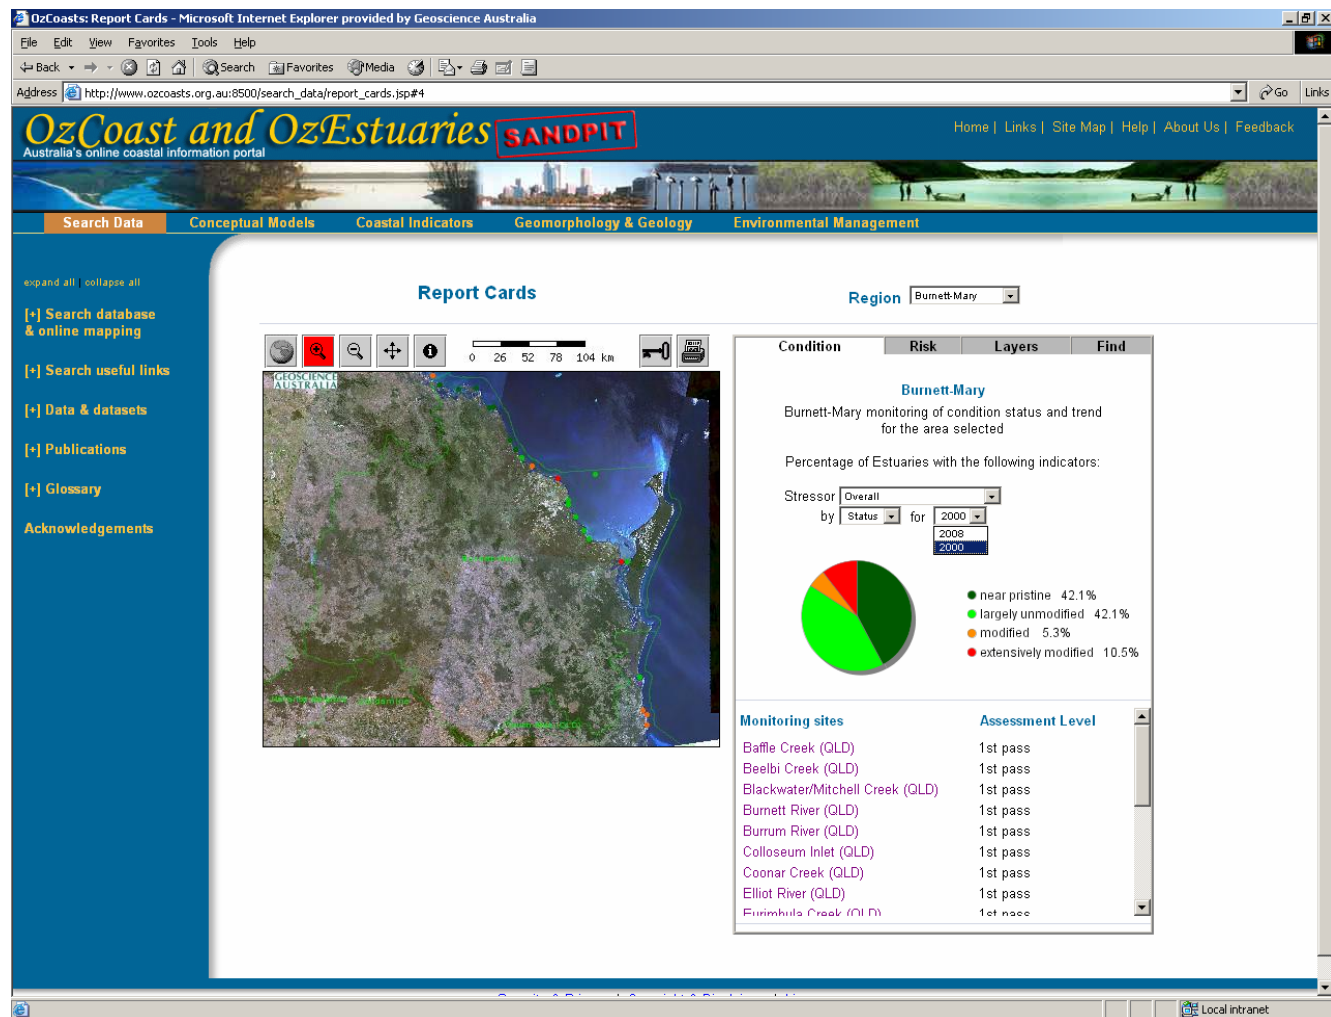 OzCoasts: Report Cards - Microsoft Internet Explorer provided by Geoscience Australia
File Edit View Favorites Tools Help
Back Search Favorites Media
Address http://www.ozcoasts.org.au:8500/search_data/report_cards.jsp#4 Go Links
OzCoast and OzEstuaries SANDPIT
Australia's online coastal information portal
Home | Links | Site Map | Help | About Us | Feedback
Search Data Conceptual Models Coastal Indicators Geomorphology & Geology Environmental Management
expand all | collapse all
[+] Search database
& online mapping
[+] Search useful links
[+] Data & datasets
[+] Publications
[+] Glossary
Acknowledgements
Report Cards
Region Burnett-Mary
0 26 52 78 104 km
GEOSCIENCE
AUSTRALIA
Condition Risk Layers Find
Burnett-Mary
Burnett-Mary monitoring of condition status and trend
for the area selected
Percentage of Estuaries with the following indicators:
Stressor Overall
by Status for 2000
2008
2000
near pristine 42.1%
largely unmodified 42.1%
modified 5.3%
extensively modified 10.5%
Monitoring sites Assessment Level
Baffle Creek (QLD) 1st pass
Beelbi Creek (QLD) 1st pass
Blackwater/Mitchell Creek (QLD) 1st pass
Burnett River (QLD) 1st pass
Burrum River (QLD) 1st pass
Colloseum Inlet (QLD) 1st pass
Coonar Creek (QLD) 1st pass
Elliot River (QLD) 1st pass
Eurimbula Creek (QLD) 1st pass
Local intranet